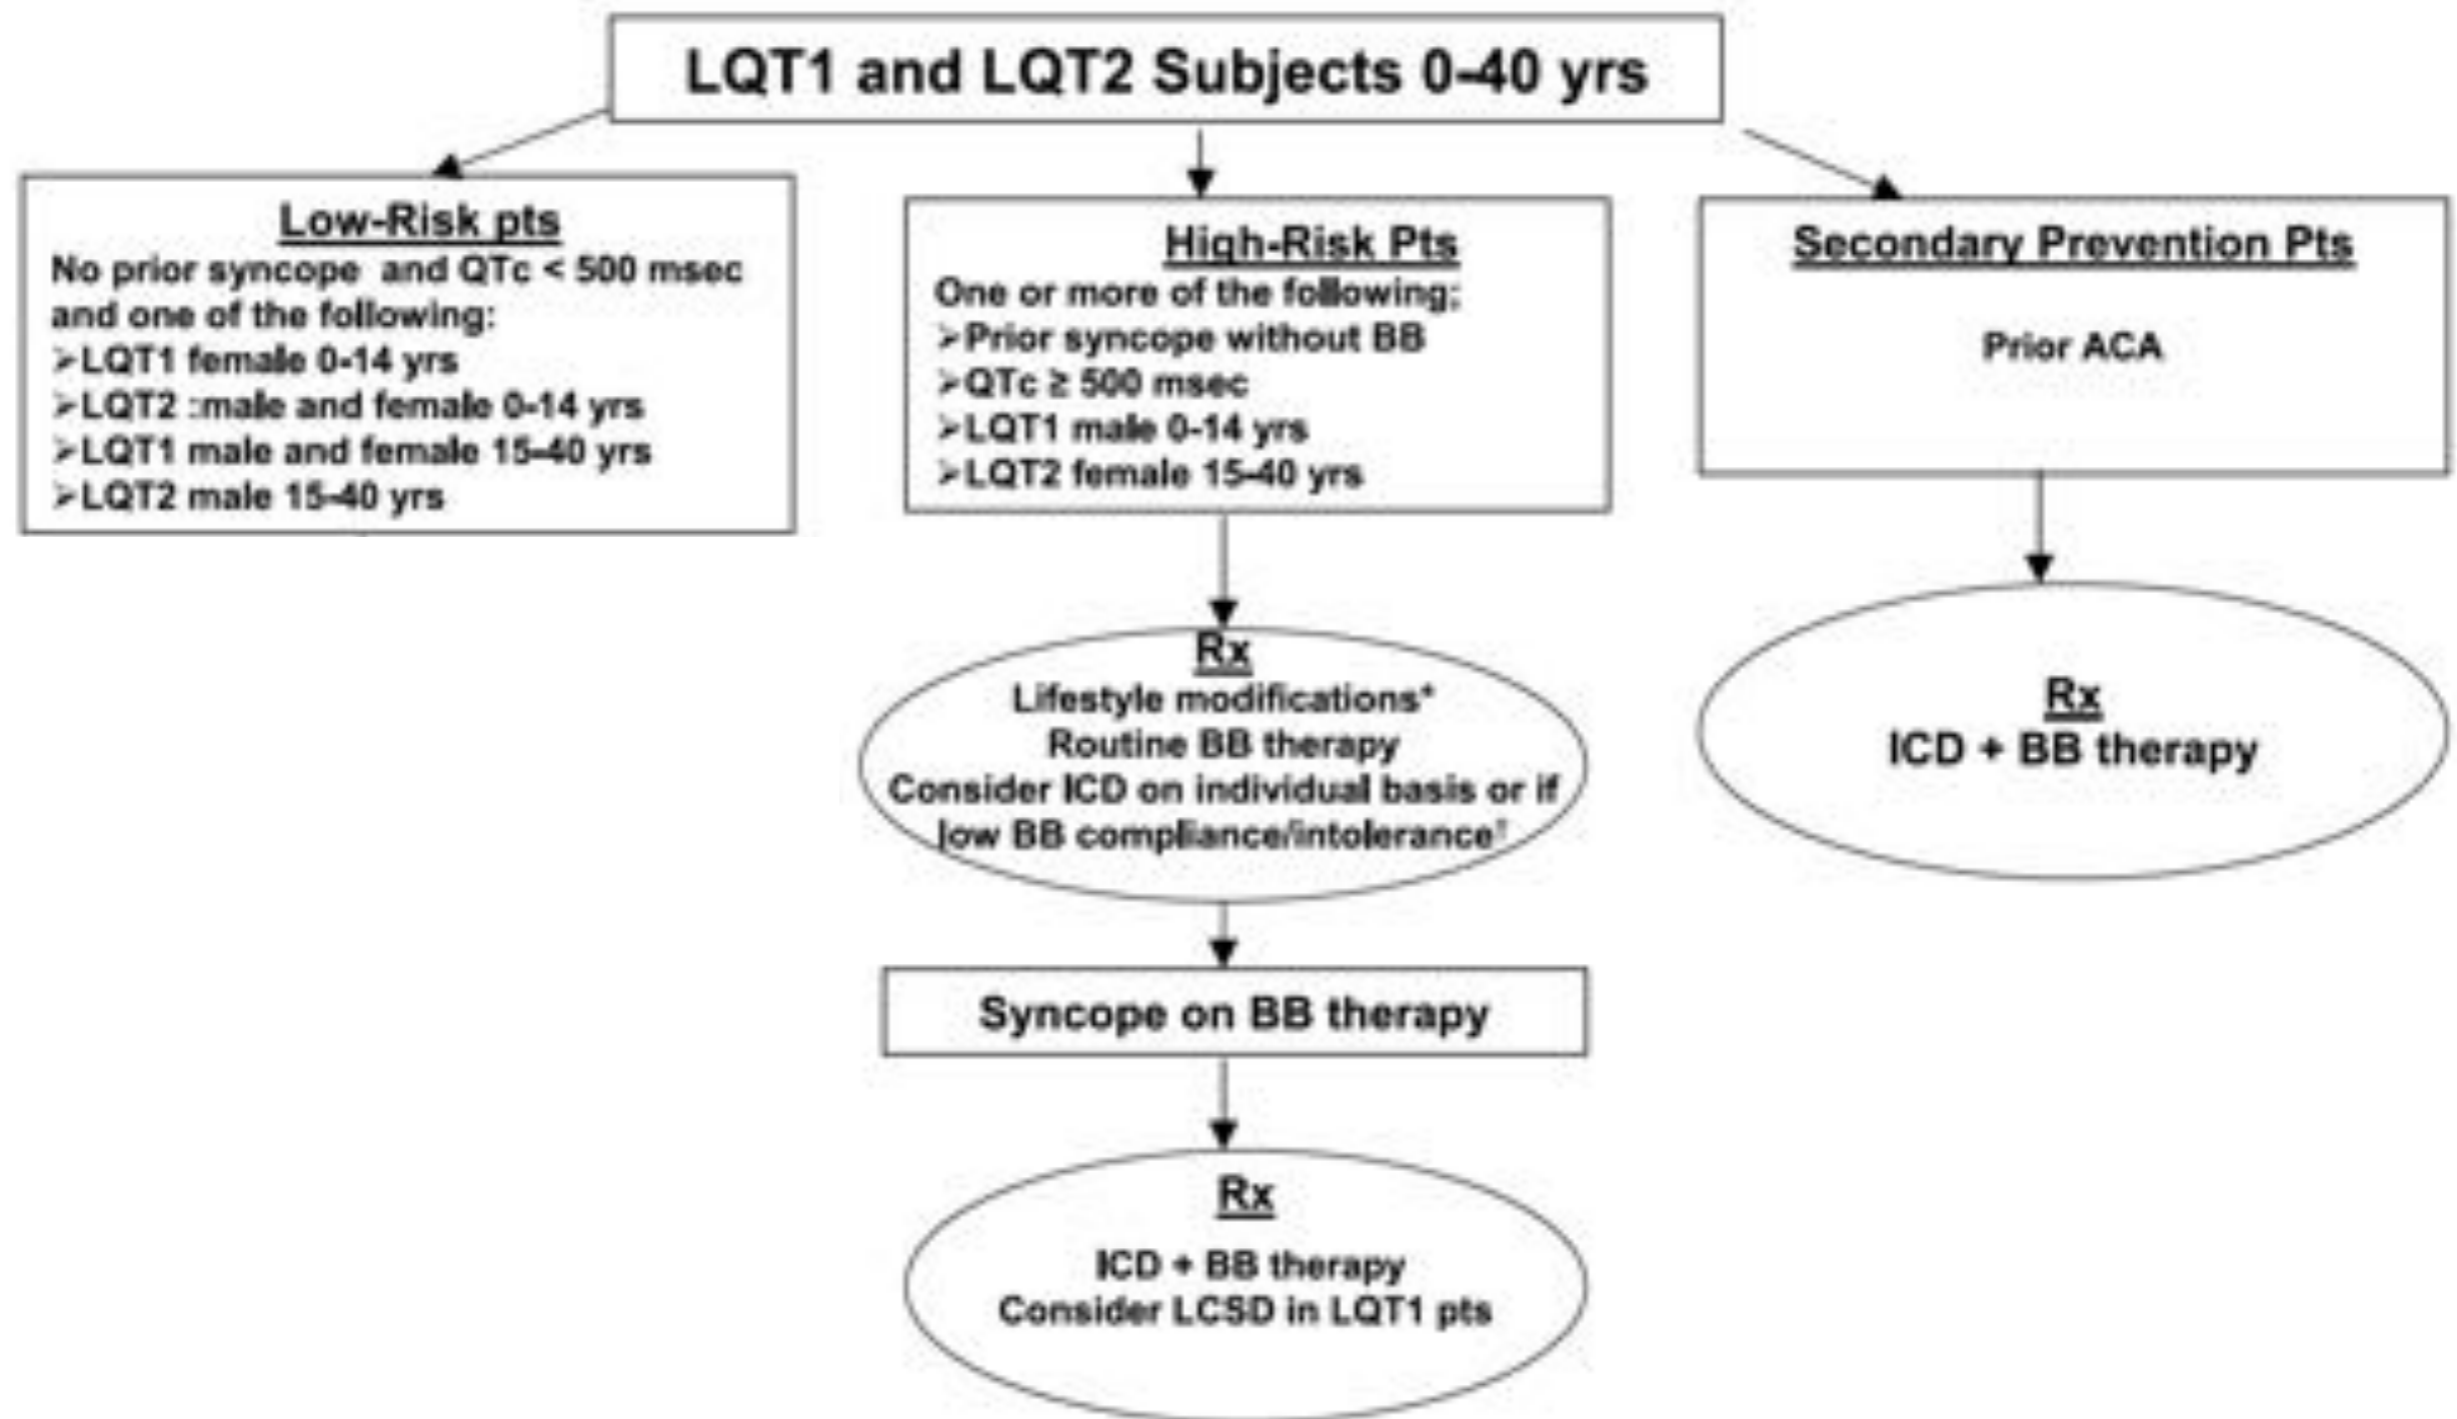 LQT1 and LQT2 Subjects 0-40 yrs
Low-Risk pts
No prior syncope and QTc < 500 msec
and one of the following:
➢LQT1 female 0-14 yrs
➢LQT2 :male and female 0-14 yrs
➢LQT1 male and female 15-40 yrs
➢LQT2 male 15-40 yrs
High-Risk Pts
One or more of the following;
➢Prior syncope without BB
➢QTc ≥ 500 msec
➢LQT1 male 0-14 yrs
➢LQT2 female 15-40 yrs
Secondary Prevention Pts
Prior ACA
Rx
Lifestyle modifications*
Routine BB therapy
Consider ICD on individual basis or if
low BB compliance/intolerance†
Rx
ICD + BB therapy
Syncope on BB therapy
Rx
ICD + BB therapy
Consider LCSD in LQT1 pts